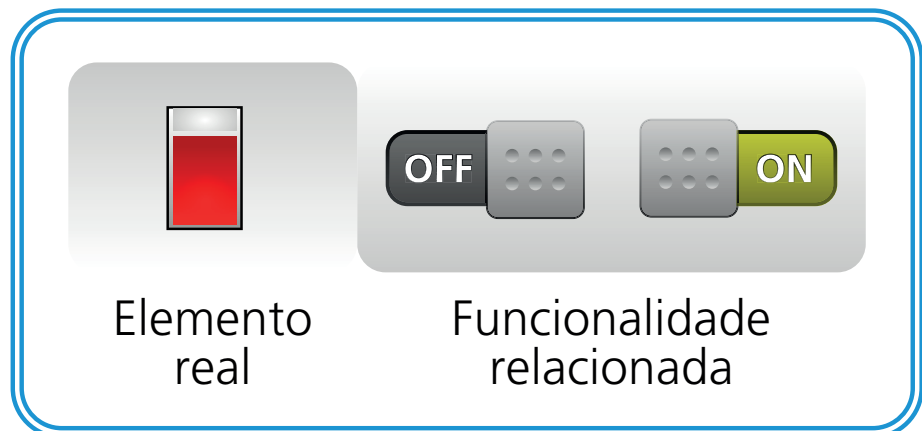 OFF
ON
Elemento
real
Funcionalidade
relacionada